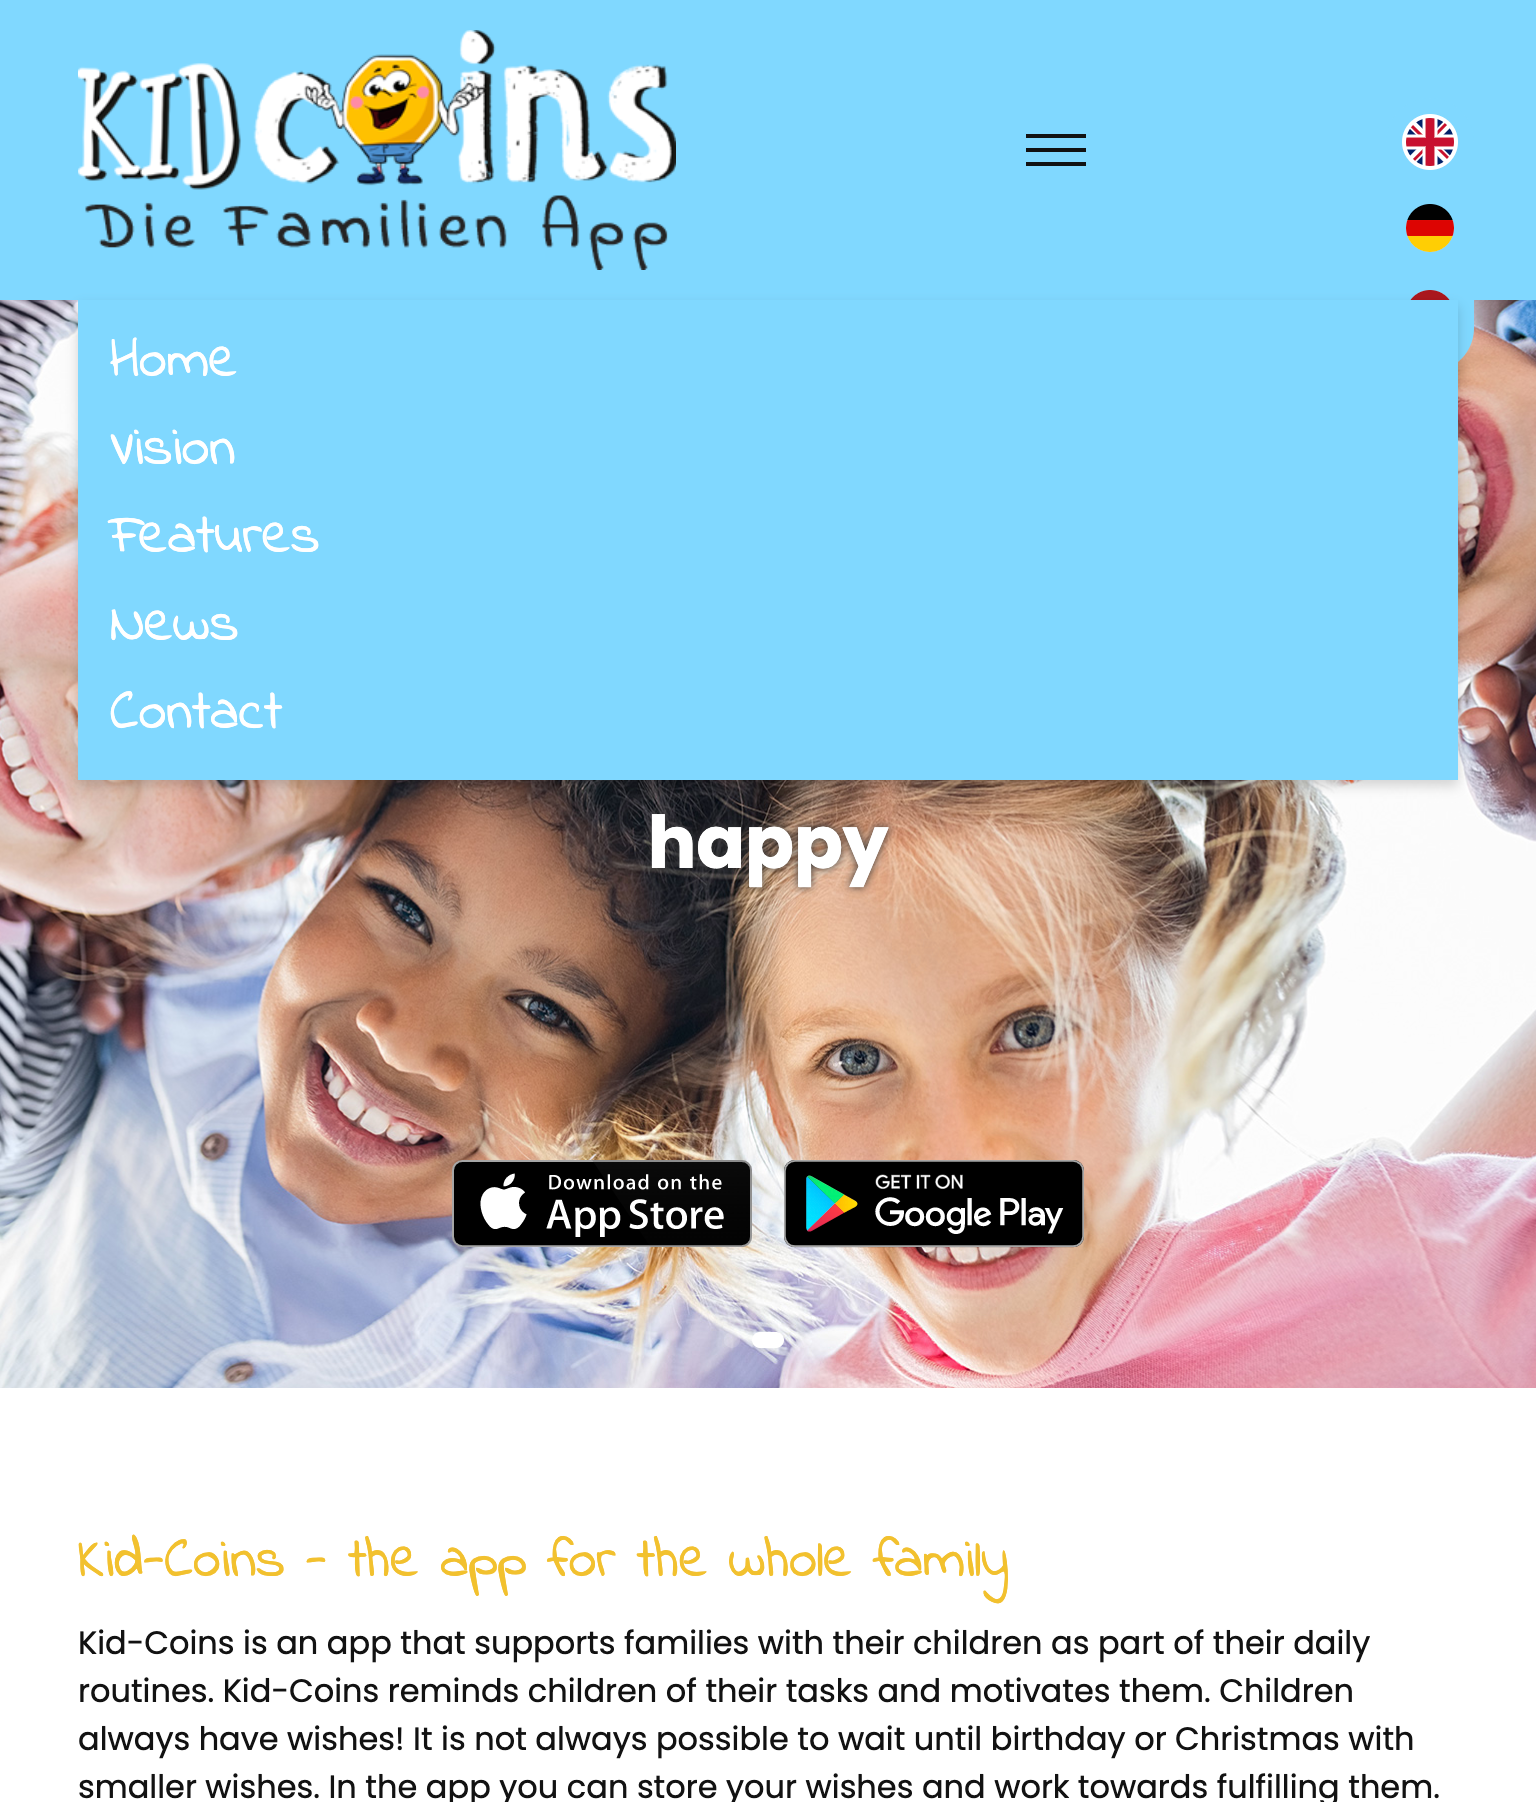 KID coins
Die Familien App
Home
Vision
Features
News
Contact
happy
Download on the
App Store
GET IT ON
Google Play
Kid-Coins - the app for the whole family
Kid-Coins is an app that supports families with their children as part of their daily
routines. Kid-Coins reminds children of their tasks and motivates them. Children
always have wishes! It is not always possible to wait until birthday or Christmas with
smaller wishes. In the app you can store your wishes and work towards fulfilling them.